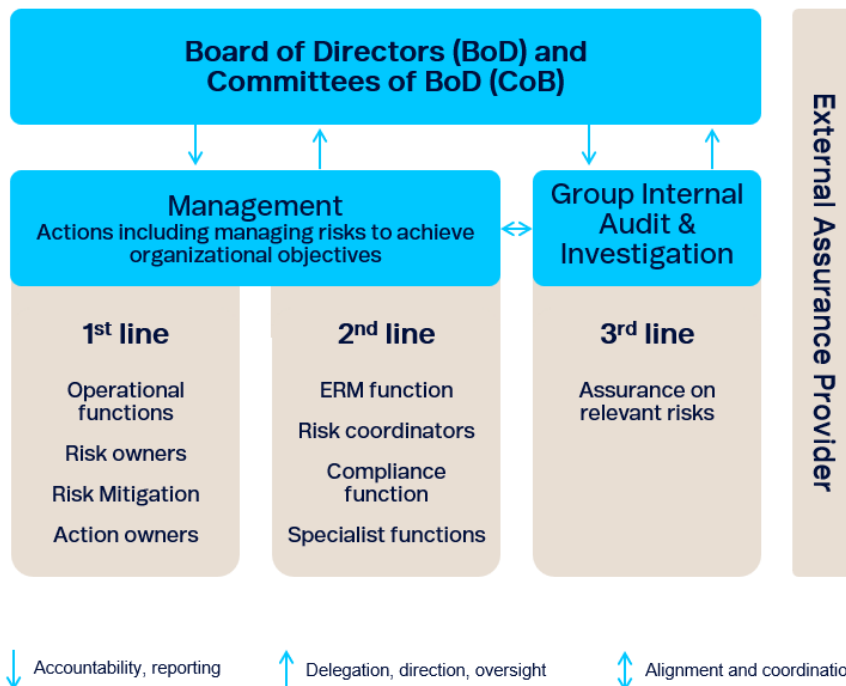 Board of Directors (BoD) and
Committees of BoD (CoB)
Management
Actions including managing risks to achieve
organizational objectives
Group Internal
Audit &
Investigation
1st line
Operational
functions
Risk owners
Risk Mitigation
Action owners
2nd line
ERM function
Risk coordinators
Compliance
function
Specialist functions
3rd line
Assurance on
relevant risks
External Assurance Provider
Accountability, reporting
Delegation, direction, oversight
Alignment and coordinatio